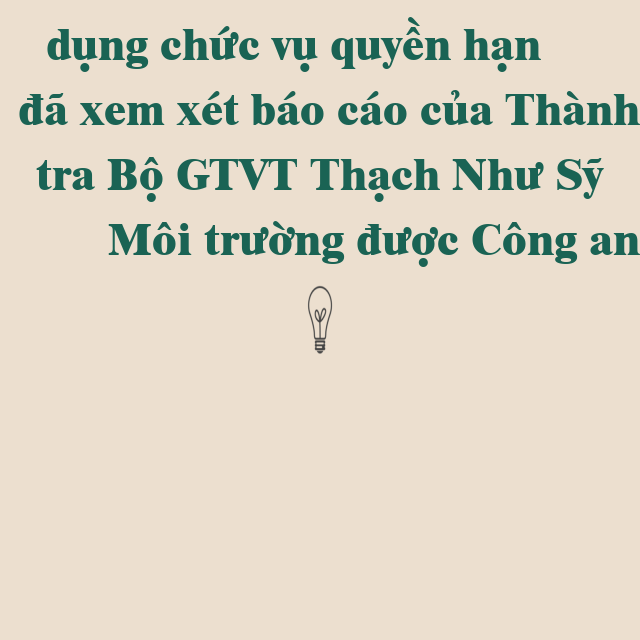 dụng chức vụ quyền hạn
đã xem xét báo cáo của Thành
tra Bộ GTVT Thạch Như Sỹ
Môi trường được Công an